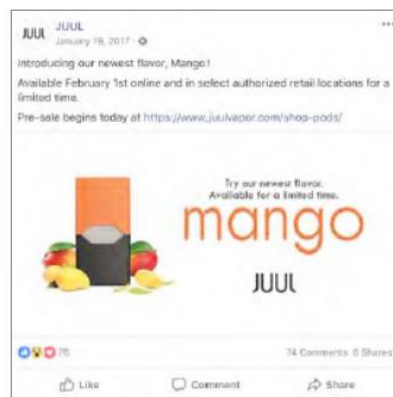 JUUL
JUUL
January 19, 2017 ·
Introducing our newest flavor, Mango!
Available February 1st online and in select authorized retail locations for a
limited time.
Pre-sale begins today at https://www.juulvapor.com/shop-pods/
Try our newest flavor.
Available for a limited time.
mango
JUUL
75
74 Comments 6 Shares
Like Comment Share